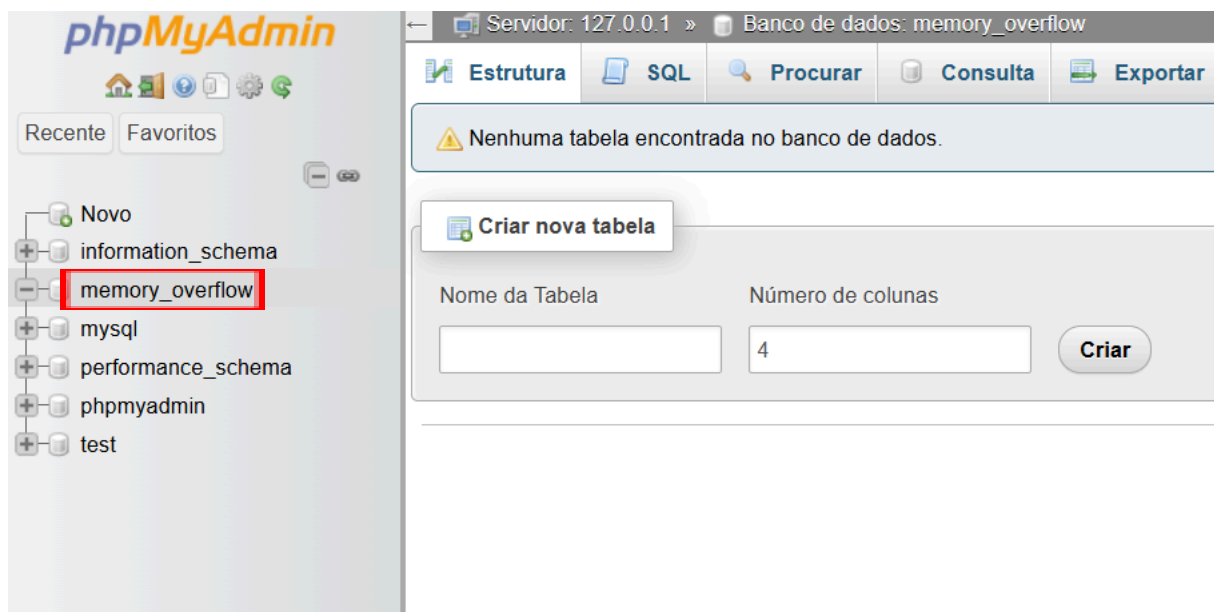 phpMyAdmin
Recente Favoritos
Novo
information_schema
memory_overflow
mysql
performance_schema
phpmyadmin
test
← Servidor: 127.0.0.1 » Banco de dados: memory_overflow
Estrutura SQL Procurar Consulta Exportar
Nenhuma tabela encontrada no banco de dados.
Criar nova tabela
Nome da Tabela Número de colunas
4 Criar